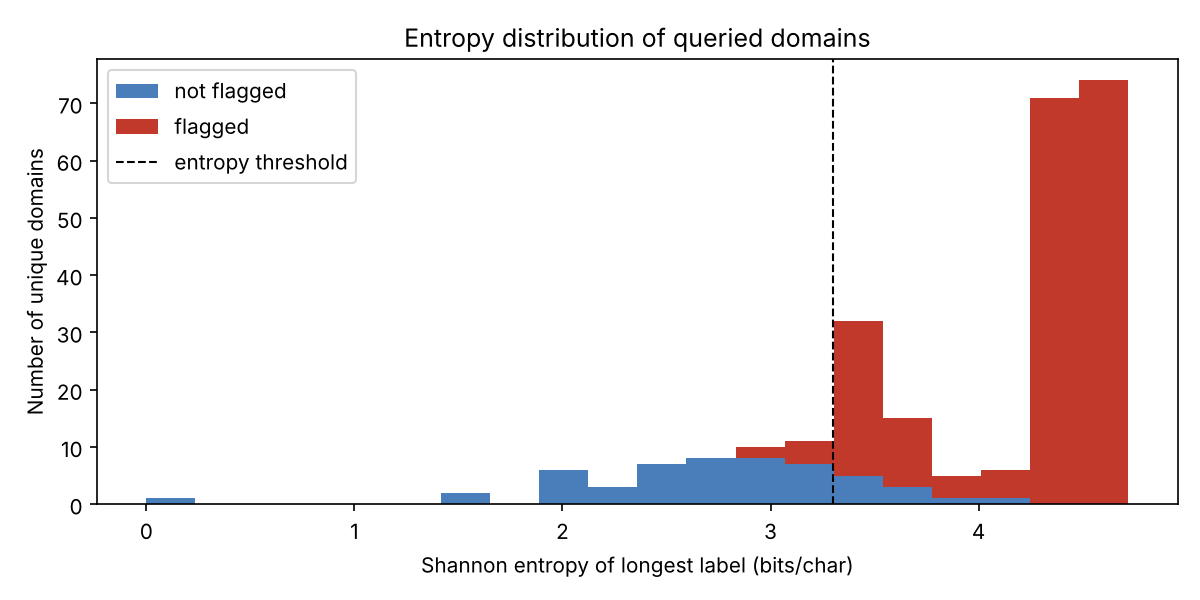 Entropy distribution of queried domains
not flagged
flagged
entropy threshold
Number of unique domains
70
60
50
40
30
20
10
0
0 1 2 3 4
Shannon entropy of longest label (bits/char)